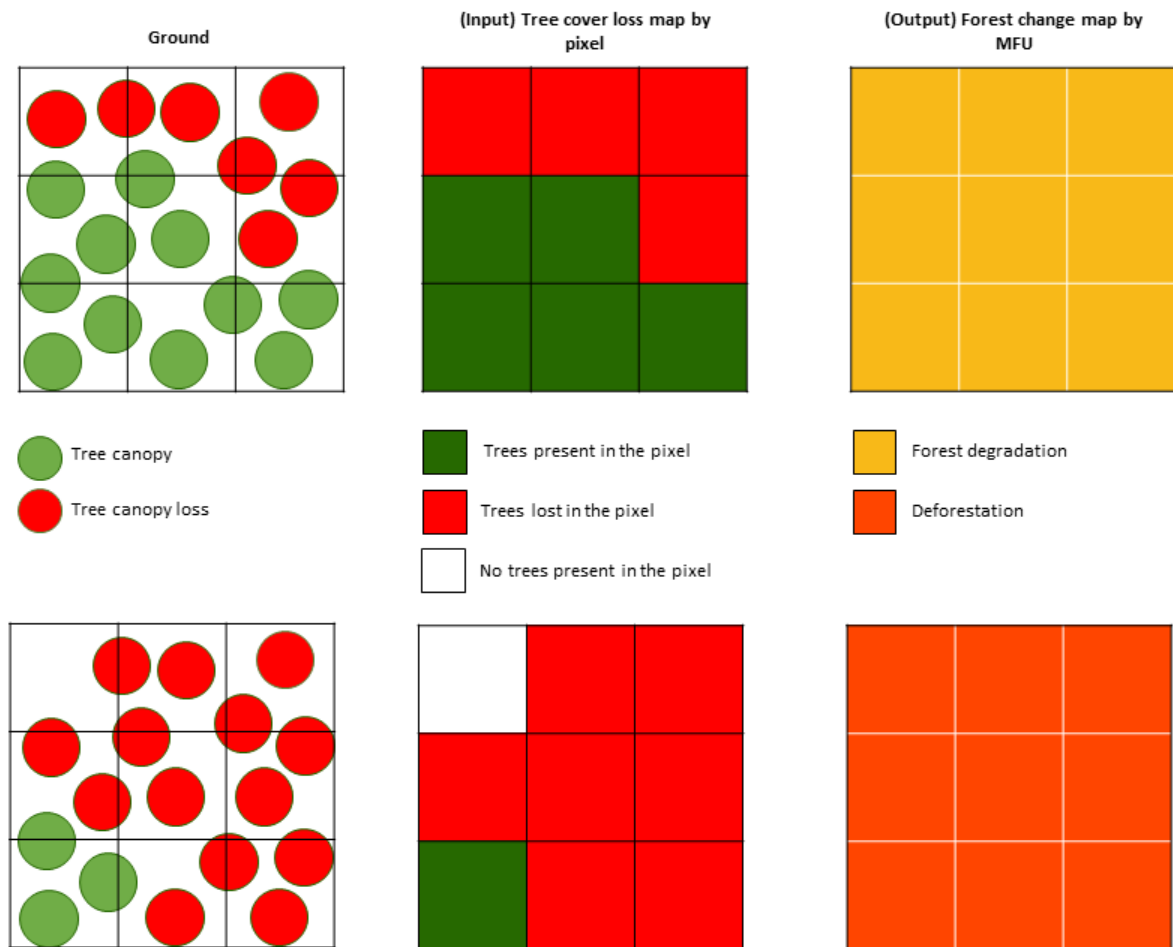 Ground
(Input) Tree cover loss map by
pixel
(Output) Forest change map by
MFU
Tree canopy
Tree canopy loss
Trees present in the pixel
Trees lost in the pixel
No trees present in the pixel
Forest degradation
Deforestation